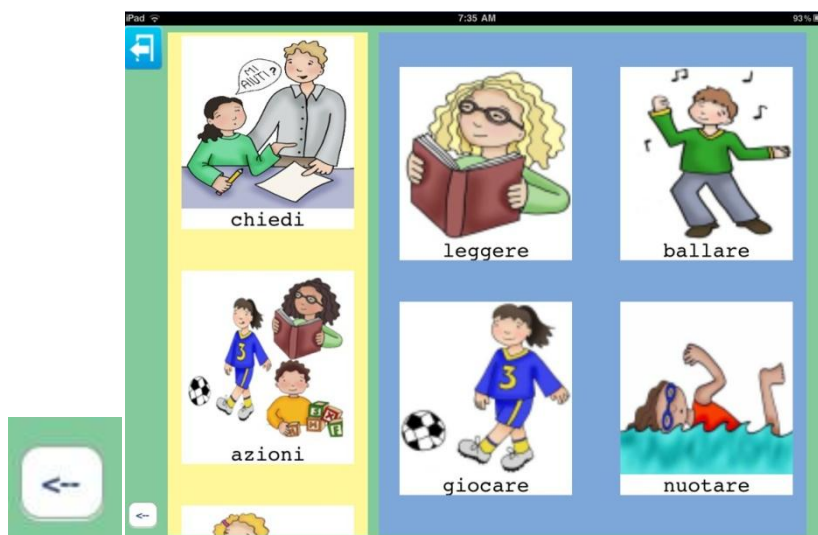 iPad 7:35 AM 93%
MI
AIUTI?
chiedi
leggere
ballare
3
3
azioni
giocare
nuotare
<--
<--